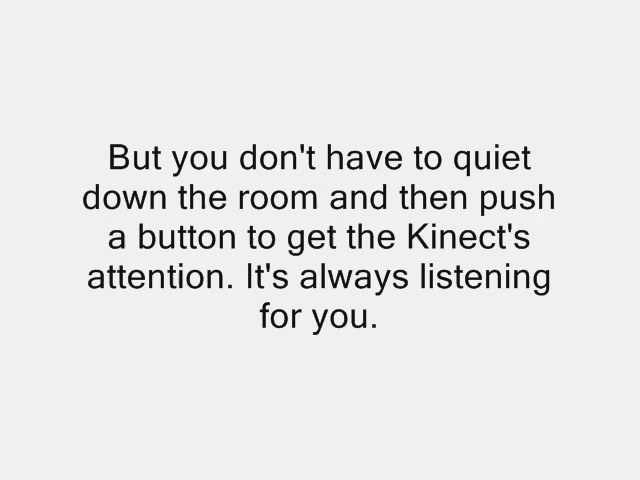 But you don't have to quiet
down the room and then push
a button to get the Kinect's
attention. It's always listening
for you.